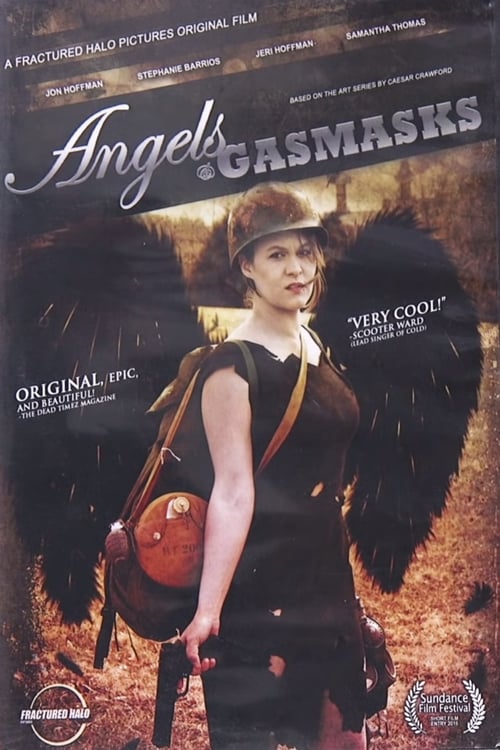 A FRACTURED HALO PICTURES ORIGINAL FILM
JON HOFFMAN STEPHANIE BARRIOS JERI HOFFMAN SAMANTHA THOMAS
BASED ON THE ART SERIES BY CAESAR CRAWFORD
Angels
& GASMASKS
"VERY COOL!"
-SCOOTER WARD
(LEAD SINGER OF COLD)
ORIGINAL, EPIC,
AND BEAUTIFUL!
-THE DEAD TIMEZ MAGAZINE
FRACTURED HALO
Sundance
Film Festival
SHORT FILM
ENTRY 2015